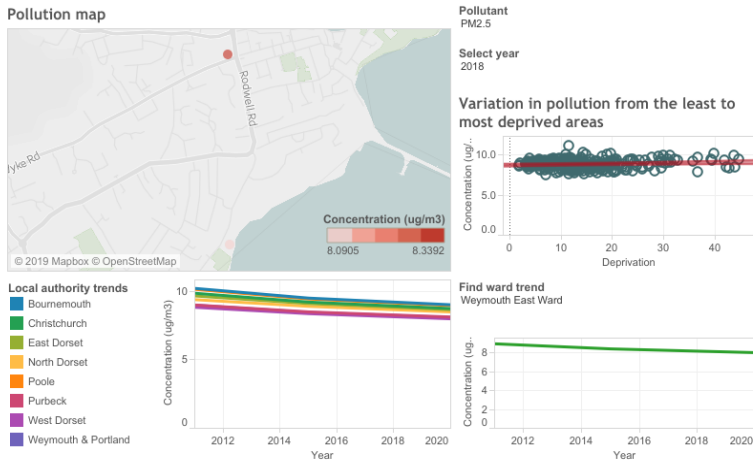 Pollution map
Rodwell Rd
yke Rd
Concentration (ug/m3)
8.0905 8.3392
© 2019 Mapbox © OpenStreetMap
Pollutant
PM2.5
Select year
2018
Variation in pollution from the least to
most deprived areas
Concentration (ug/..
10.0
5.0
0.0
0 10 20 30 40
Deprivation
Local authority trends
Bournemouth
Christchurch
East Dorset
North Dorset
Poole
Purbeck
West Dorset
Weymouth & Portland
Concentration (ug/m3)
10
5
0
2012 2014 2016 2018 2020
Year
Find ward trend
Weymouth East Ward
Concentration (ug..
8
6
4
2
0
2012 2014 2016 2018 2020
Year